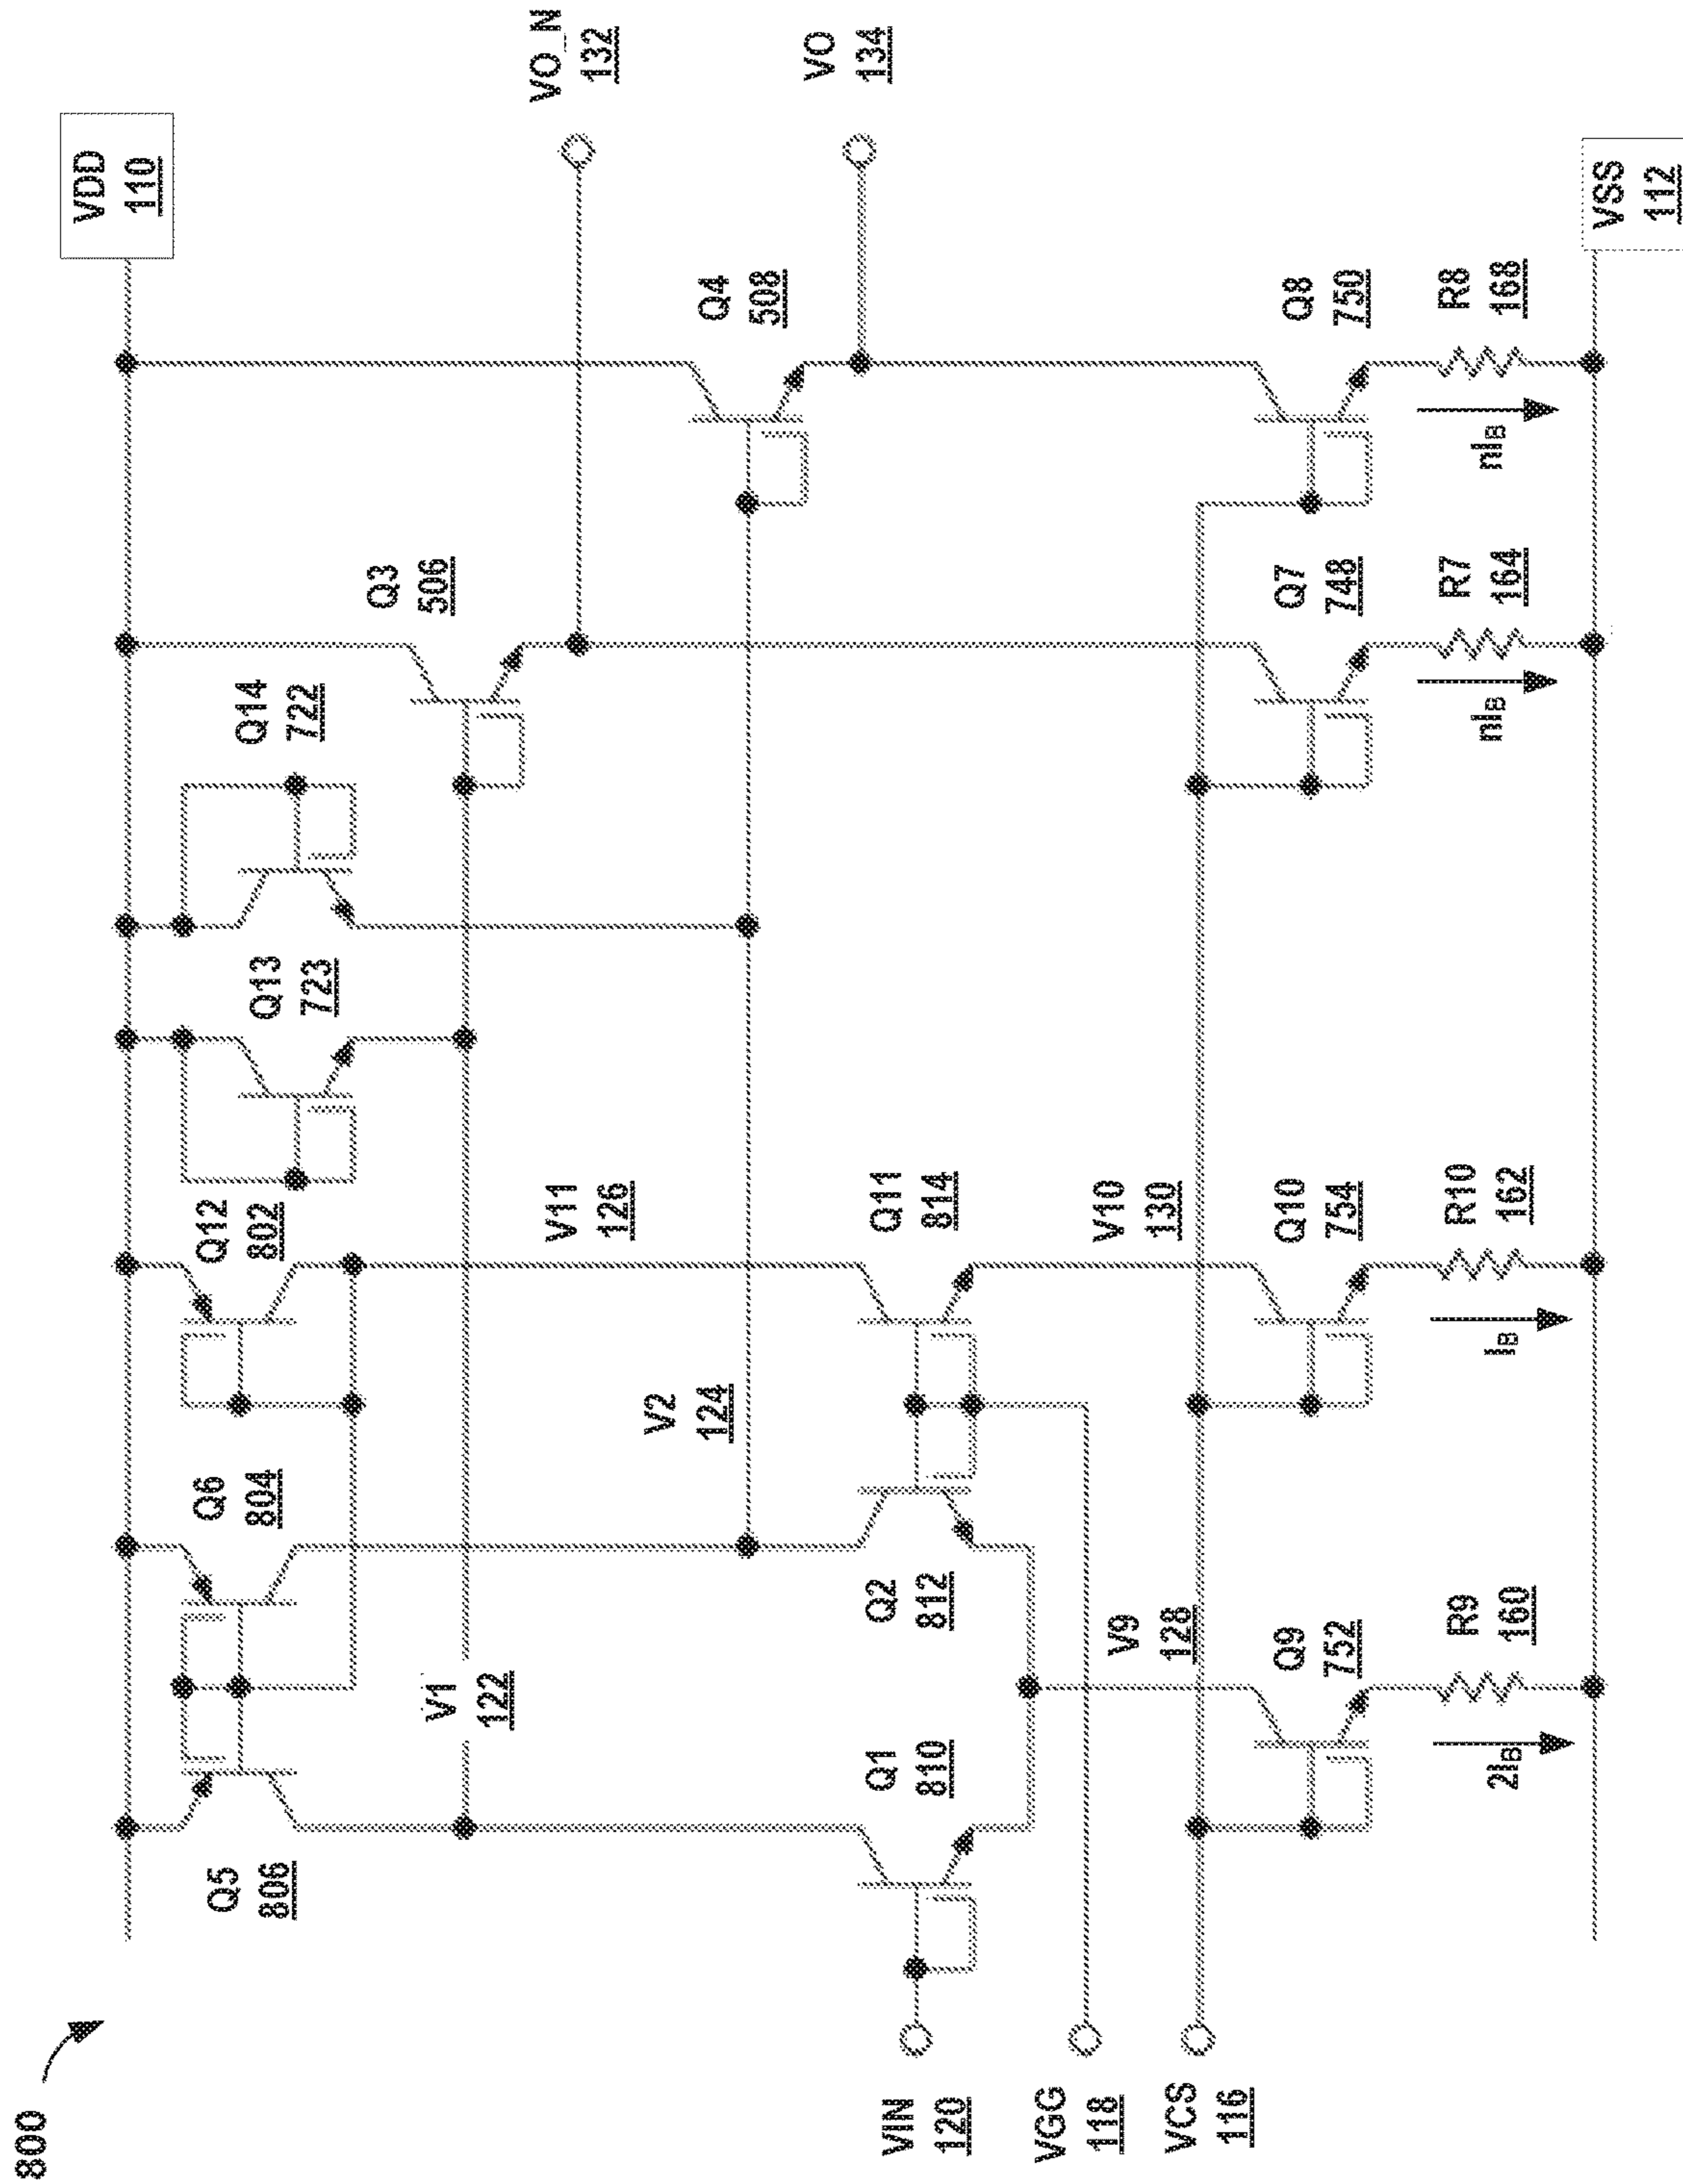 800
VDD
110
Q5
806
Q6
804
Q12
802
Q13
723
Q14
722
Q3
506
VO_N
132
V1
122
V2
124
V11
126
Q4
508
VO
134
VIN
120
Q1
810
Q2
812
Q11
814
VGG
118
VCS
116
V9
128
V10
130
Q9
752
Q10
754
Q7
748
Q8
750
2IB
R9
160
IB
R10
162
nIB
R7
164
nIB
R8
168
VSS
112